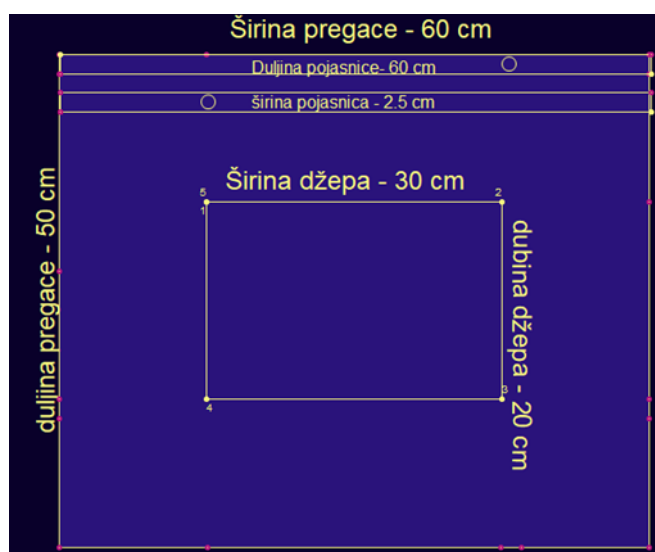 Širina pregace - 60 cm
Duljina pojasnice- 60 cm
širina pojasnica - 2.5 cm
Širina džepa - 30 cm
5
2
1
duljina pregace - 50 cm
dubina džepa - 20 cm
3
4